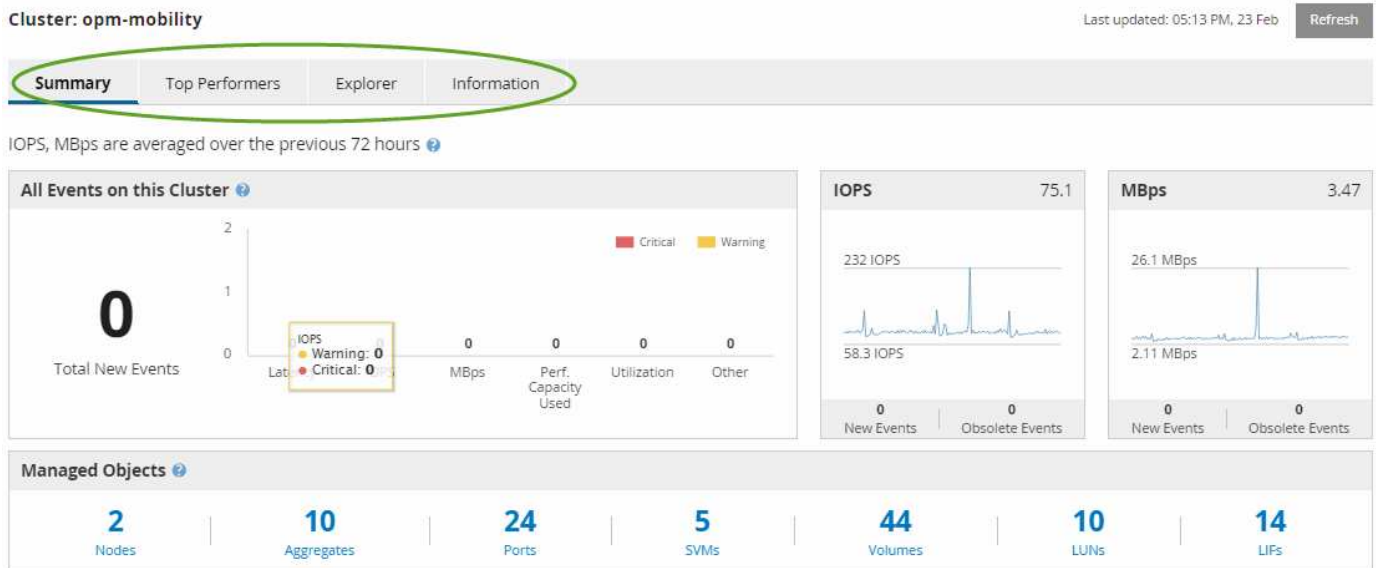 Cluster: opm-mobility
Last updated: 05:13 PM, 23 Feb
Refresh
Summary
Top Performers
Explorer
Information
IOPS, MBps are averaged over the previous 72 hours ?
All Events on this Cluster ?
0
Total New Events
2
1
0
Critical
Warning
IOPS
Warning: 0
Critical: 0
0
MBps
0
Perf.
Capacity
Used
0
Utilization
0
Other
IOPS 75.1
232 IOPS
58.3 IOPS
0
New Events
0
Obsolete Events
MBps 3.47
26.1 MBps
2.11 MBps
0
New Events
0
Obsolete Events
Managed Objects ?
2
Nodes
10
Aggregates
24
Ports
5
SVMs
44
Volumes
10
LUNs
14
LIFs